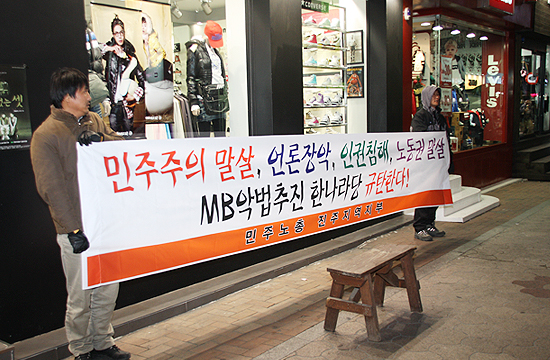 민주주의 말살, 언론장악, 인권침해, 노동권 말살
MB악법추진 한나라당 규탄한다!
민주노총 진주지역지부
CONVERSE
Levi's